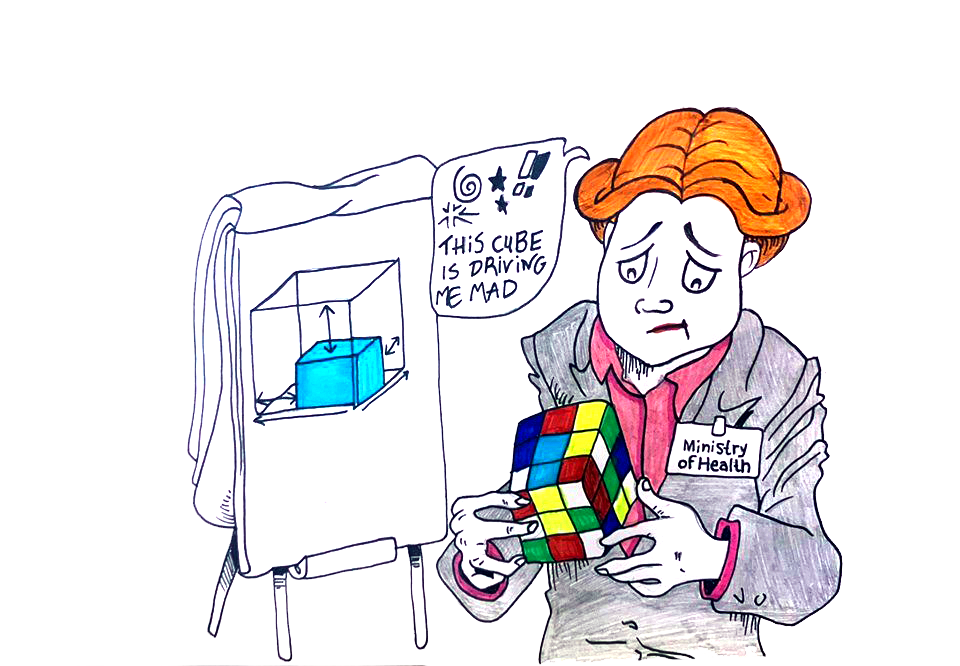 THIS CUBE
IS DRIVING
ME MAD
Ministry
of Health